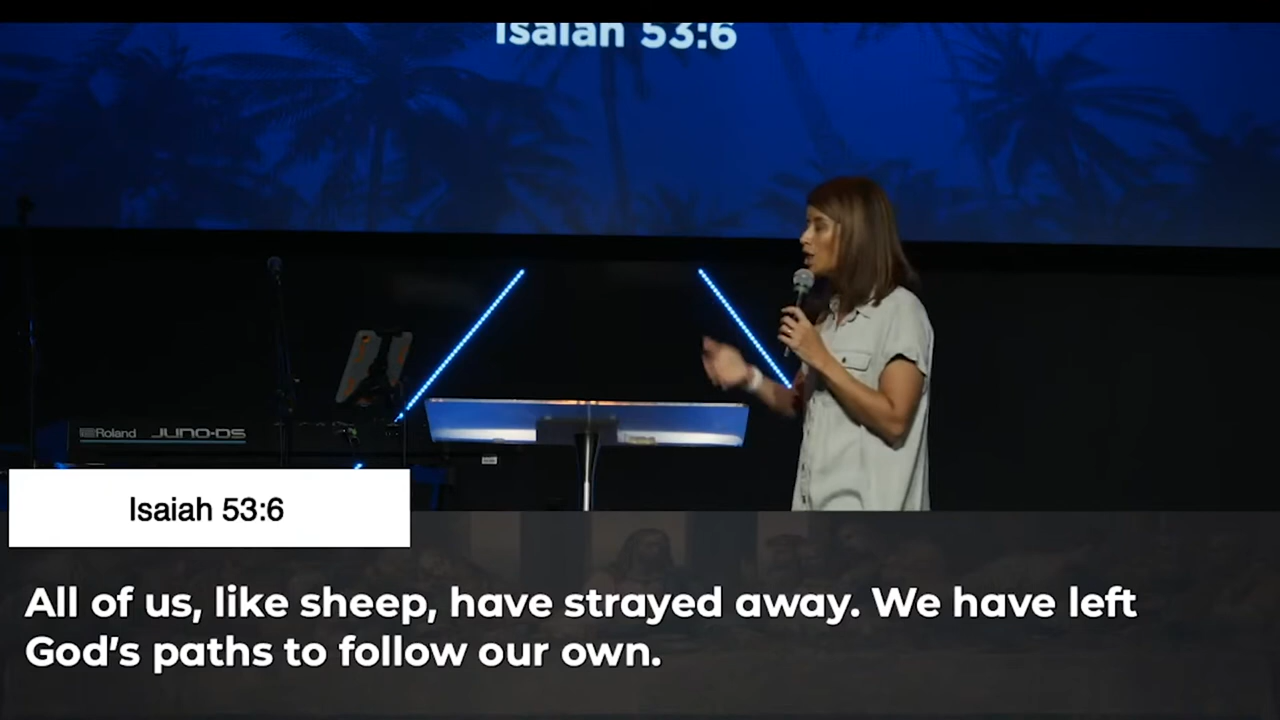 Isaiah 53:6
Roland JUNO-DS
Isaiah 53:6
All of us, like sheep, have strayed away. We have left
God's paths to follow our own.